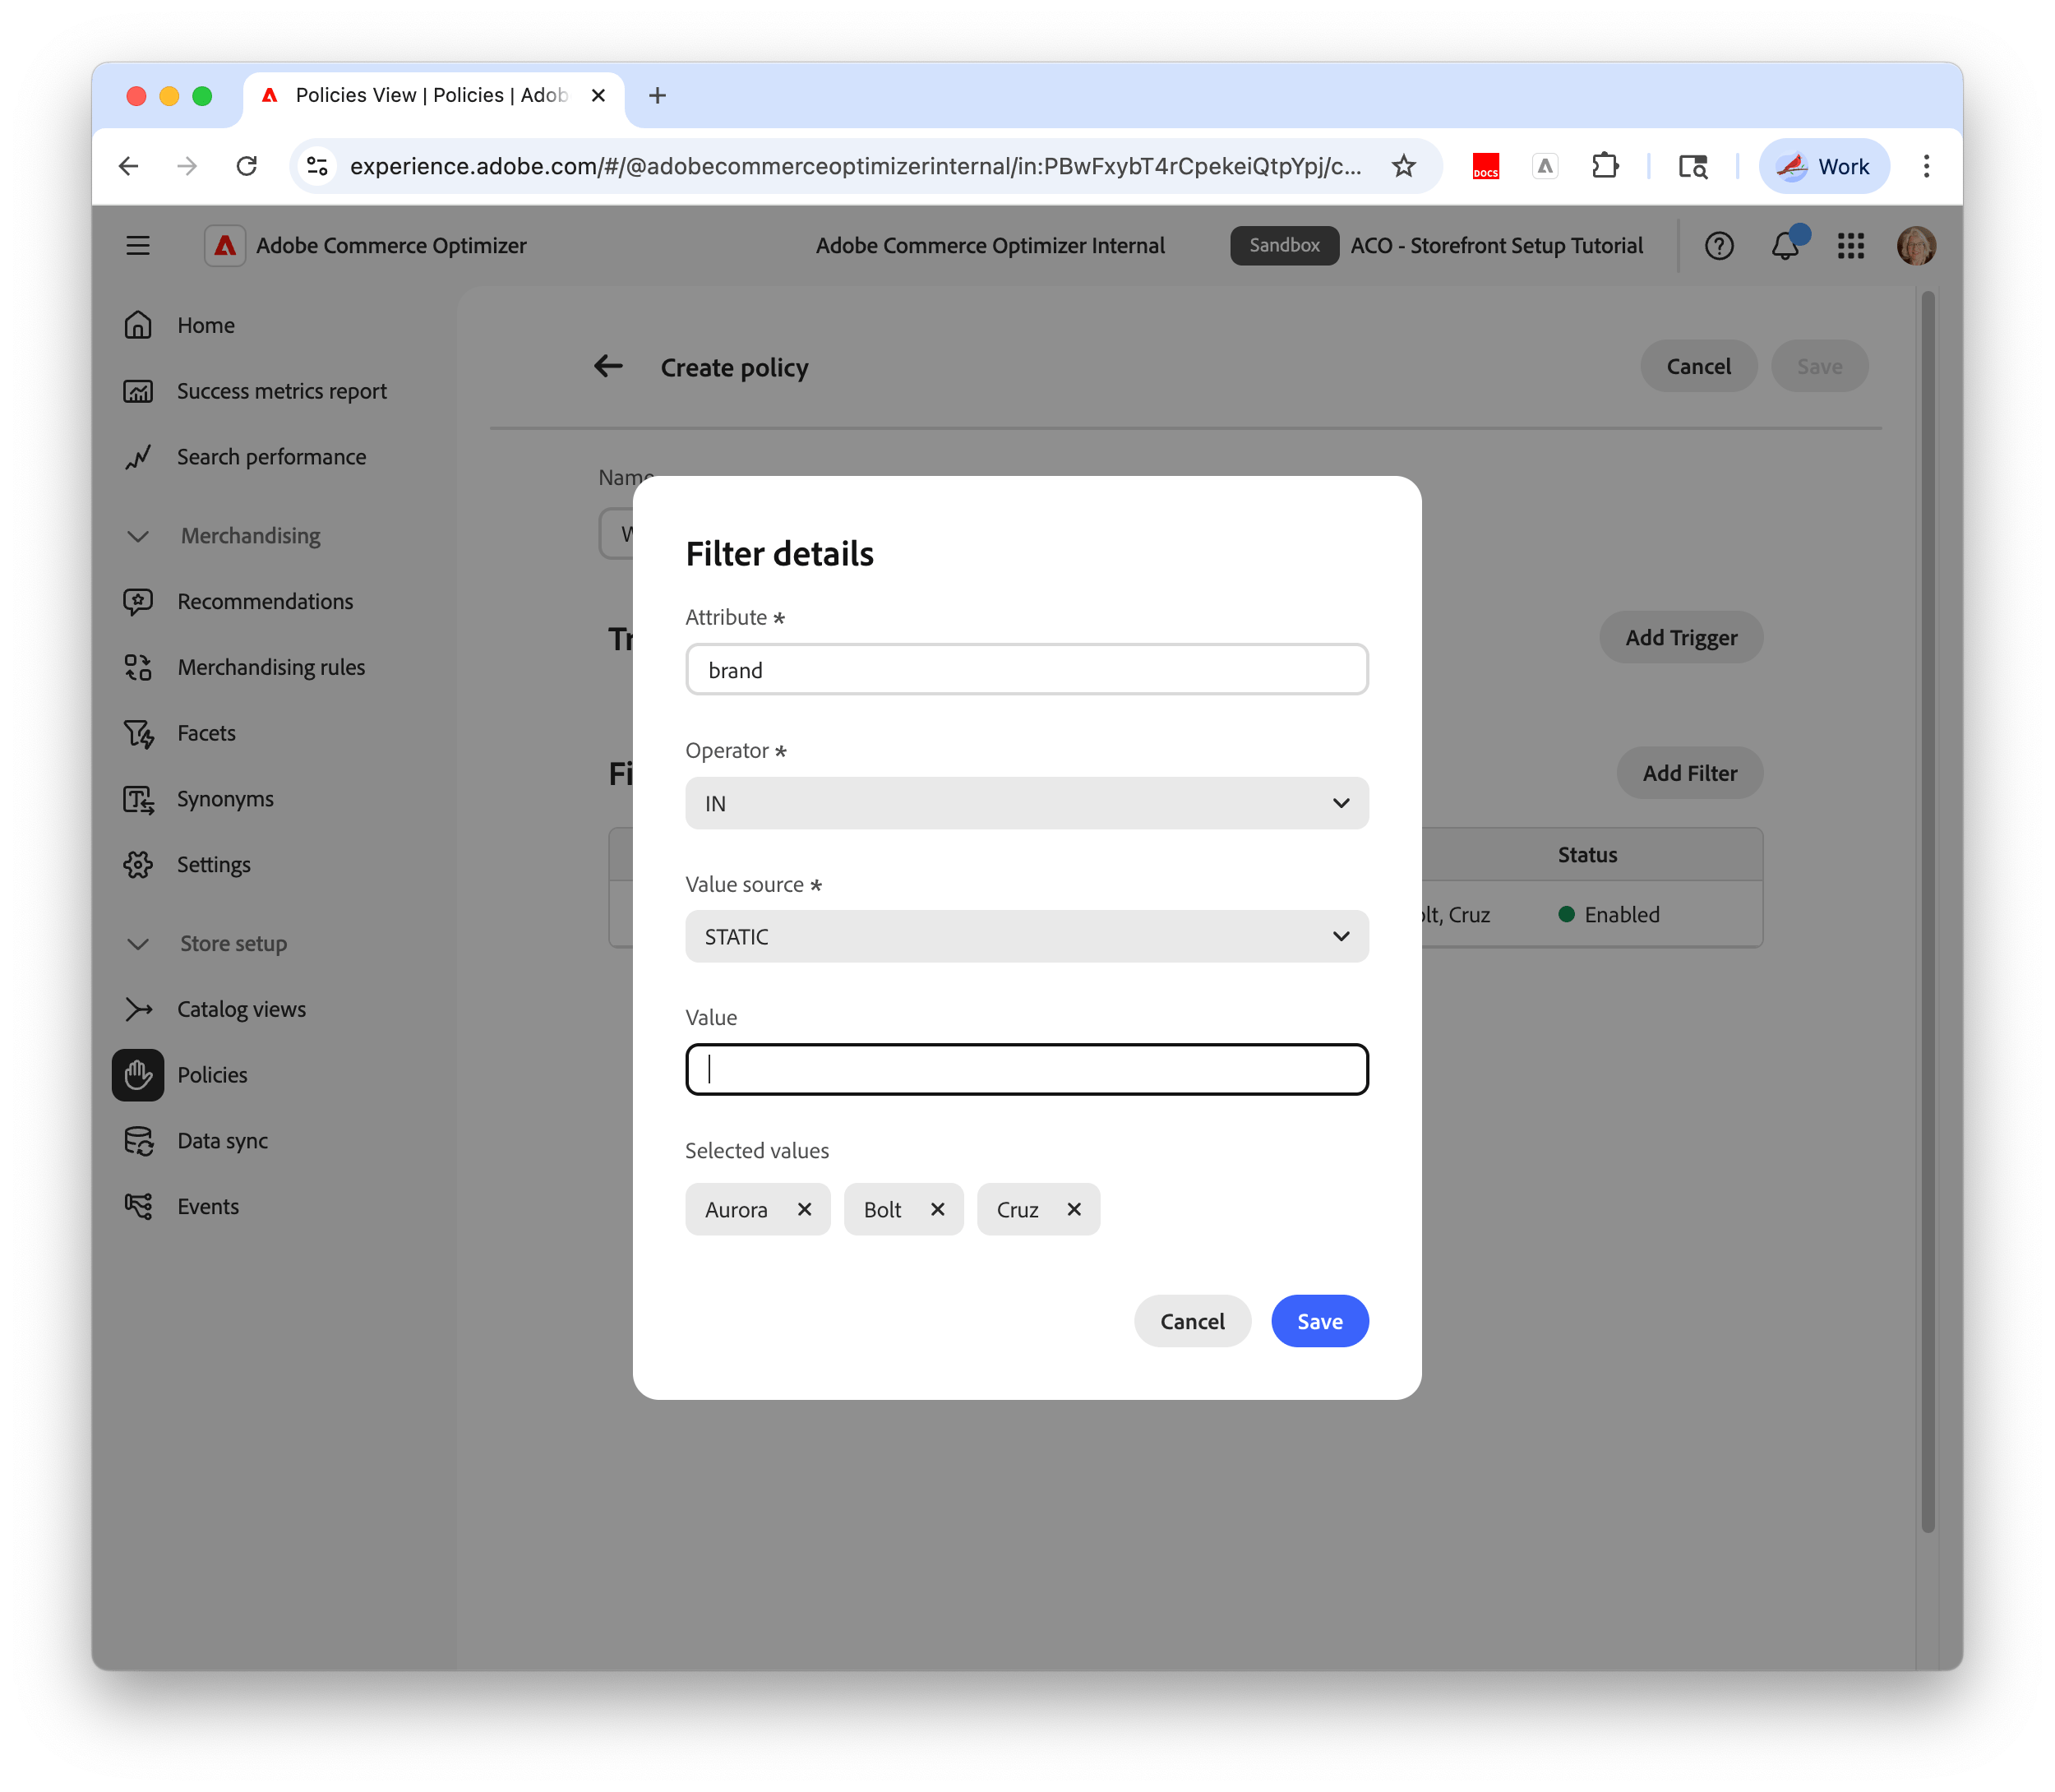 Policies View | Policies | Adob
experience.adobe.com/#/@adobecommerceoptimizerinternal/in:PBwFxybT4rCpekeiQtpYpj/c...
DOCS
Work
Adobe Commerce Optimizer
Adobe Commerce Optimizer Internal
Sandbox
ACO - Storefront Setup Tutorial
Home
Success metrics report
Search performance
Merchandising
Recommendations
Merchandising rules
Facets
Synonyms
Settings
Store setup
Catalog views
Policies
Data sync
Events
Create policy
Cancel
Save
Name
Add Trigger
Add Filter
Status
Cruz
Enabled
Filter details
Attribute *
brand
Operator *
IN
Value source *
STATIC
Value
Selected values
Aurora
Bolt
Cruz
Cancel
Save